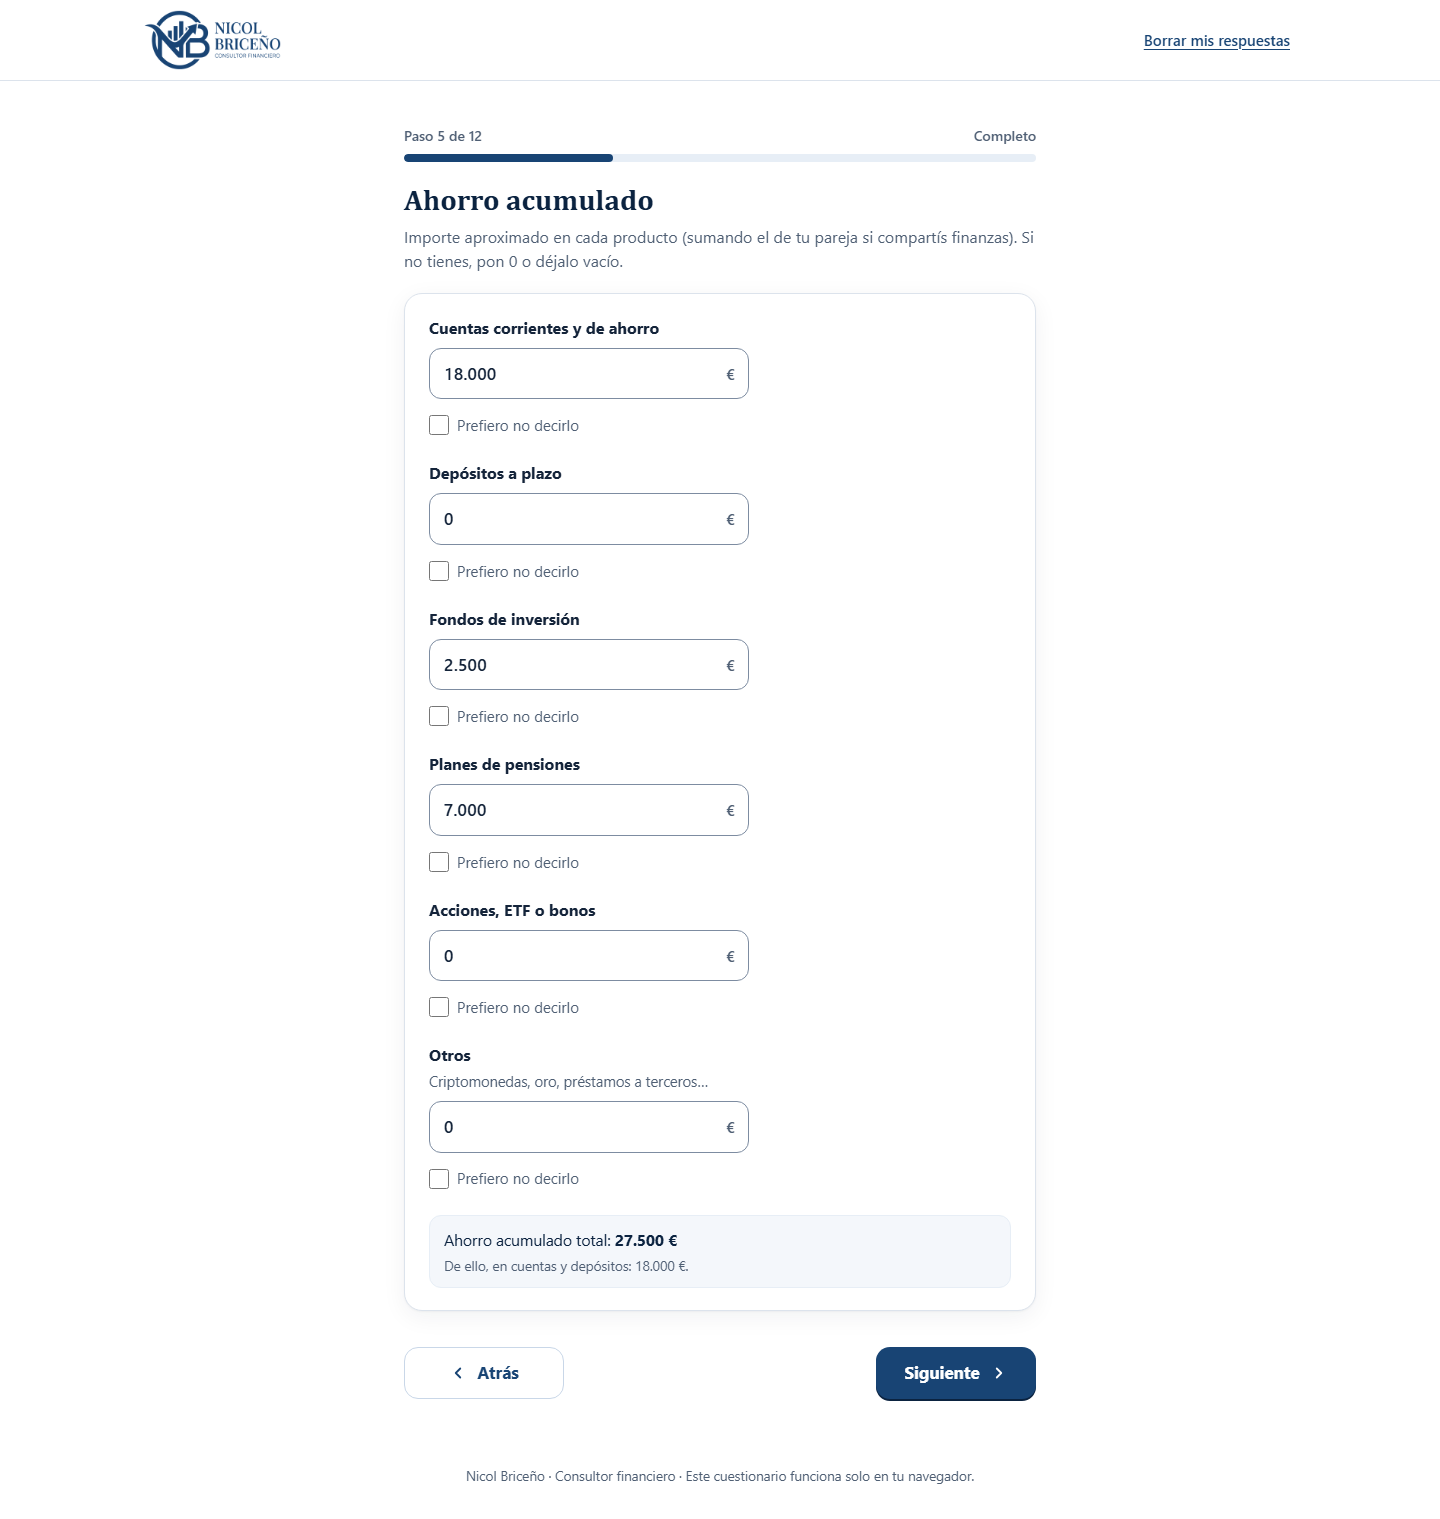 NICOL
BRICEÑO
CONSULTOR FINANCIERO
Borrar mis respuestas
Paso 5 de 12
Completo
Ahorro acumulado
Importe aproximado en cada producto (sumando el de tu pareja si compartís finanzas). Si
no tienes, pon 0 o déjalo vacío.
Cuentas corrientes y de ahorro
18.000 €
Prefiero no decirlo
Depósitos a plazo
0 €
Prefiero no decirlo
Fondos de inversión
2.500 €
Prefiero no decirlo
Planes de pensiones
7.000 €
Prefiero no decirlo
Acciones, ETF o bonos
0 €
Prefiero no decirlo
Otros
Criptomonedas, oro, préstamos a terceros...
0 €
Prefiero no decirlo
Ahorro acumulado total: 27.500 €
De ello, en cuentas y depósitos: 18.000 €.
Atrás
Siguiente
Nicol Briceño · Consultor financiero · Este cuestionario funciona solo en tu navegador.